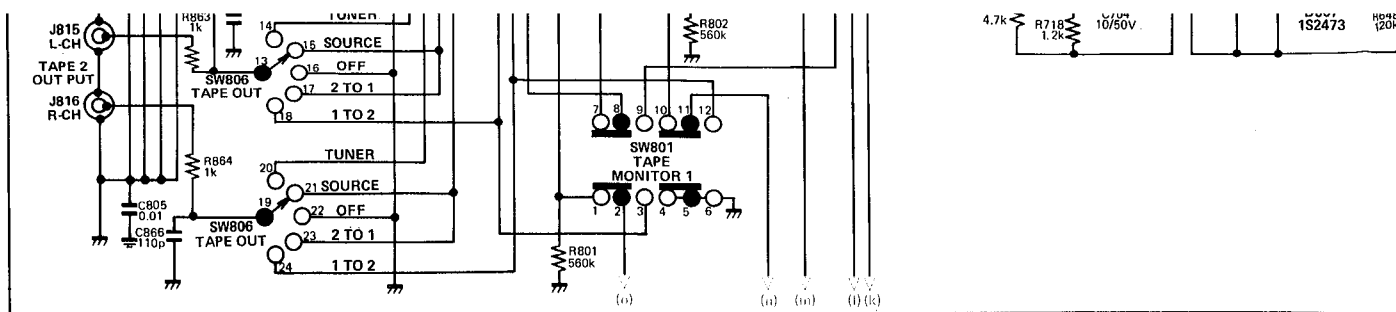 J815
L-CH
TAPE 2
OUT PUT
J816
R-CH
R863
1k
R864
1k
C805
0.01
C866
110p
14
TUNER
15 SOURCE
13
SW806
TAPE OUT
16 OFF
17 2 TO 1
18 1 TO 2
20 TUNER
21 SOURCE
19
SW806
TAPE OUT
22 OFF
23 2 TO 1
24 1 TO 2
R802
560k
7 8 9 10 11 12
SW801
TAPE
MONITOR 1
1 2 3 4 5 6
R801
560k
(o) (n) (m) (l) (k)
4.7k
R718
1.2k
10/50V
1S2473